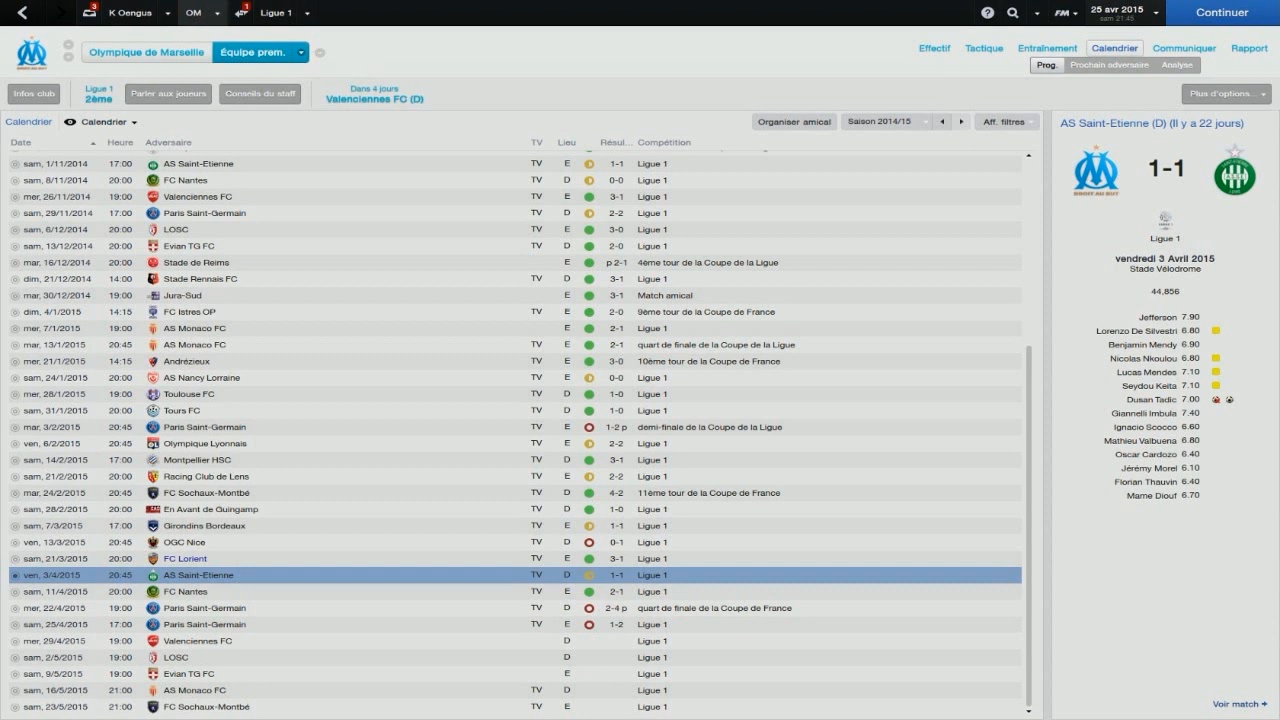 3 K Oengus OM 1 Ligue 1 FM 25 avr 2015 Continuer
sam 21:45
Olympique de Marseille Équipe prem.
Effectif Tactique Entraînement Calendrier Communiquer Rapport
Prog. Prochain adversaire Analyse
Infos club Ligue 1 2ème Parler aux joueurs Conseils du staff Dans 4 jours Valenciennes FC (D) Plus d'options...
Calendrier Calendrier Organiser amical Saison 2014/15 Aff. filtres
Date Heure Adversaire TV Lieu Résul... Compétition
sam, 1/11/2014 17:00 AS Saint-Etienne TV E 1-1 Ligue 1
sam, 8/11/2014 20:00 FC Nantes TV D 0-0 Ligue 1
mer, 26/11/2014 19:00 Valenciennes FC TV E 3-1 Ligue 1
sam, 29/11/2014 17:00 Paris Saint-Germain TV D 2-2 Ligue 1
sam, 6/12/2014 20:00 LOSC TV E 3-0 Ligue 1
sam, 13/12/2014 20:00 Evian TG FC TV D 2-0 Ligue 1
mar, 16/12/2014 20:00 Stade de Reims E p 2-1 4ème tour de la Coupe de la Ligue
dim, 21/12/2014 14:00 Stade Rennais FC TV D 3-1 Ligue 1
mar, 30/12/2014 19:00 Jura-Sud E 3-1 Match amical
dim, 4/1/2015 14:15 FC Istres OP TV E 2-0 9ème tour de la Coupe de France
mer, 7/1/2015 19:00 AS Monaco FC E 2-1 Ligue 1
mar, 13/1/2015 20:45 AS Monaco FC TV E 2-1 quart de finale de la Coupe de la Ligue
mer, 21/1/2015 14:15 Andrézieux TV E 3-0 10ème tour de la Coupe de France
sam, 24/1/2015 20:00 AS Nancy Lorraine TV E 0-0 Ligue 1
mer, 28/1/2015 19:00 Toulouse FC TV D 1-0 Ligue 1
sam, 31/1/2015 20:00 Tours FC TV D 1-0 Ligue 1
mar, 3/2/2015 20:45 Paris Saint-Germain TV E 1-2 p demi-finale de la Coupe de la Ligue
ven, 6/2/2015 20:45 Olympique Lyonnais TV E 2-2 Ligue 1
sam, 14/2/2015 17:00 Montpellier HSC TV D 3-1 Ligue 1
sam, 21/2/2015 20:00 Racing Club de Lens TV E 2-2 Ligue 1
mar, 24/2/2015 20:45 FC Sochaux-Montbé TV D 4-2 11ème tour de la Coupe de France
sam, 28/2/2015 20:00 En Avant de Guingamp TV D 1-0 Ligue 1
sam, 7/3/2015 17:00 Girondins Bordeaux TV E 1-1 Ligue 1
ven, 13/3/2015 20:45 OGC Nice TV D 0-1 Ligue 1
sam, 21/3/2015 20:00 FC Lorient TV E 3-1 Ligue 1
ven, 3/4/2015 20:45 AS Saint-Etienne TV D 1-1 Ligue 1
sam, 11/4/2015 20:00 FC Nantes TV E 2-1 Ligue 1
mer, 22/4/2015 19:00 Paris Saint-Germain TV D 2-4 p quart de finale de la Coupe de France
sam, 25/4/2015 17:00 Paris Saint-Germain TV E 1-2 Ligue 1
mer, 29/4/2015 19:00 Valenciennes FC D Ligue 1
sam, 2/5/2015 19:00 LOSC D Ligue 1
sam, 9/5/2015 19:00 Evian TG FC E Ligue 1
sam, 16/5/2015 21:00 AS Monaco FC TV D Ligue 1
sam, 23/5/2015 21:00 FC Sochaux-Montbé TV E Ligue 1
AS Saint-Etienne (D) (Il y a 22 jours)
1-1
Ligue 1
vendredi 3 Avril 2015
Stade Vélodrome
44,856
Jefferson 7.90
Lorenzo De Silvestri 6.80
Benjamin Mendy 6.90
Nicolas Nkoulou 6.80
Lucas Mendes 7.10
Seydou Keita 7.10
Dusan Tadic 7.00
Giannelli Imbula 7.40
Ignacio Scocco 6.60
Mathieu Valbuena 6.80
Oscar Cardozo 6.40
Jérémy Morel 6.10
Florian Thauvin 6.40
Mame Diouf 6.70
Voir match